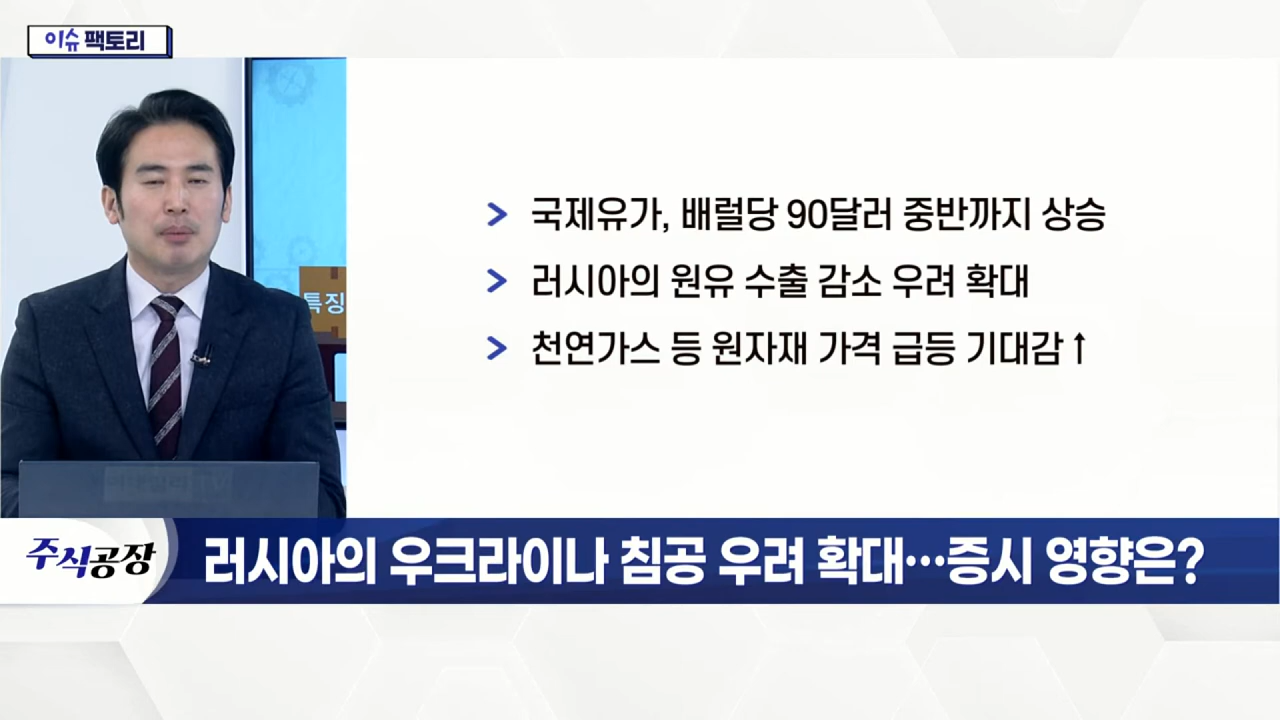 이슈 팩토리
국제유가, 배럴당 90달러 중반까지 상승
러시아의 원유 수출 감소 우려 확대
천연가스 등 원자재 가격 급등 기대감↑
특징
주식공장
러시아의 우크라이나 침공 우려 확대…증시 영향은?